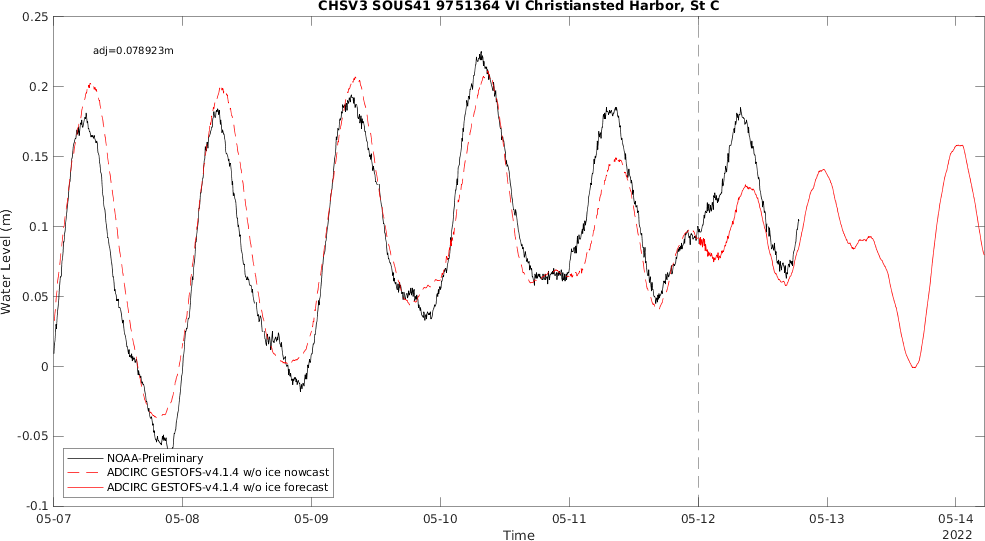 CHSV3 SOUS41 9751364 VI Christiansted Harbor, St C
0.25
adj=0.078923m
0.2
0.15
0.1
0.05
0
-0.05
-0.1
Water Level (m)
NOAA-Preliminary
ADCIRC GESTOFS-v4.1.4 w/o ice nowcast
ADCIRC GESTOFS-v4.1.4 w/o ice forecast
05-07 05-08 05-09 05-10 05-11 05-12 05-13 05-14
Time
2022